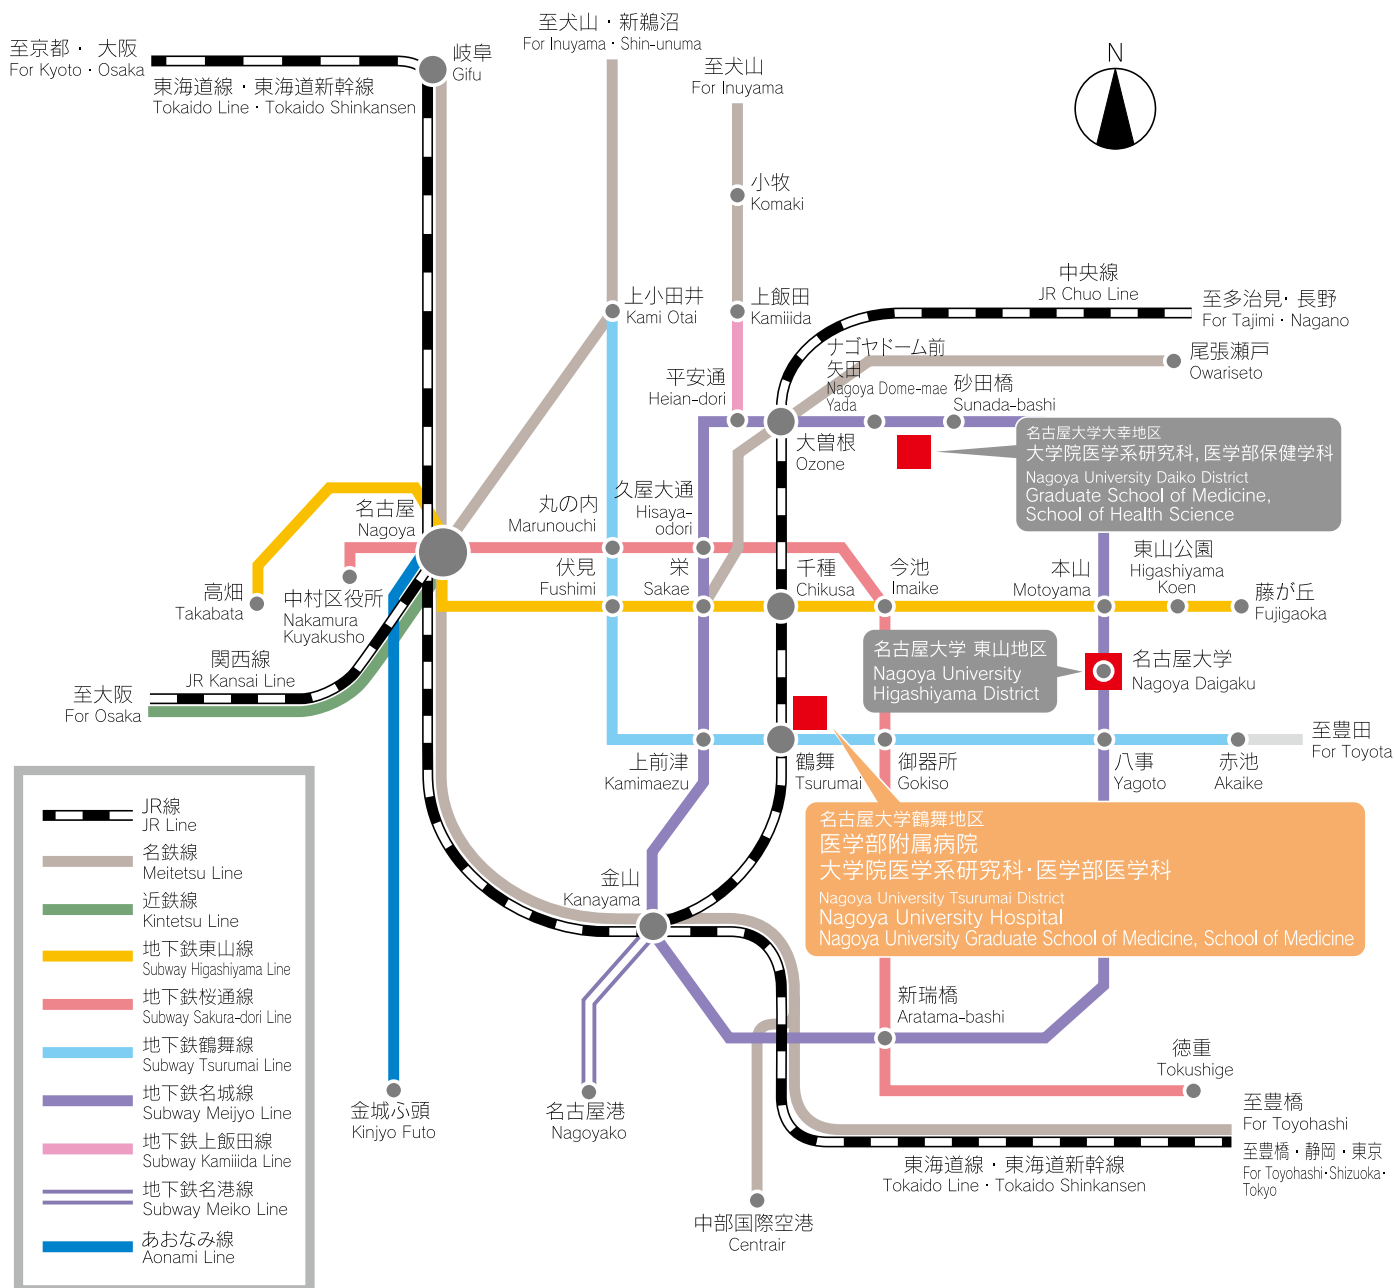 至京都・ 大阪
For Kyoto・Osaka
東海道線・東海道新幹線
Tokaido Line・Tokaido Shinkansen
岐阜
Gifu
至犬山・新鵜沼
For Inuyama・Shin-unuma
至犬山
For Inuyama
N
小牧
Komaki
上小田井
Kami Otai
上飯田
Kamiiida
中央線
JR Chuo Line
至多治見・長野
For Tajimi・Nagano
ナゴヤドーム前
矢田
Nagoya Dome-mae
Yada
尾張瀬戸
Owariseto
平安通
Heian-dori
砂田橋
Sunada-bashi
大曽根
Ozone
名古屋大学大幸地区
大学院医学系研究科, 医学部保健学科
Nagoya University Daiko District
Graduate School of Medicine,
School of Health Science
名古屋
Nagoya
丸の内
Marunouchi
久屋大通
Hisaya-
odori
高畑
Takabata
中村区役所
Nakamura
Kuyakusho
伏見
Fushimi
栄
Sakae
千種
Chikusa
今池
Imaike
本山
Motoyama
東山公園
Higashiyama
Koen
藤が丘
Fujigaoka
関西線
JR Kansai Line
至大阪
For Osaka
名古屋大学 東山地区
Nagoya University
Higashiyama District
名古屋大学
Nagoya Daigaku
上前津
Kamimaezu
鶴舞
Tsurumai
御器所
Gokiso
八事
Yagoto
赤池
Akaike
至豊田
For Toyota
名古屋大学鶴舞地区
医学部附属病院
大学院医学系研究科・医学部医学科
Nagoya University Tsurumai District
Nagoya University Hospital
Nagoya University Graduate School of Medicine, School of Medicine
金山
Kanayama
新瑞橋
Aratama-bashi
徳重
Tokushige
金城ふ頭
Kinjyo Futo
名古屋港
Nagoyako
中部国際空港
Centrair
東海道線・東海道新幹線
Tokaido Line・Tokaido Shinkansen
至豊橋
For Toyohashi
至豊橋・静岡・東京
For Toyohashi・Shizuoka・
Tokyo
JR線
JR Line
名鉄線
Meitetsu Line
近鉄線
Kintetsu Line
地下鉄東山線
Subway Higashiyama Line
地下鉄桜通線
Subway Sakura-dori Line
地下鉄鶴舞線
Subway Tsurumai Line
地下鉄名城線
Subway Meijyo Line
地下鉄上飯田線
Subway Kamiiida Line
地下鉄名港線
Subway Meiko Line
あおなみ線
Aonami Line